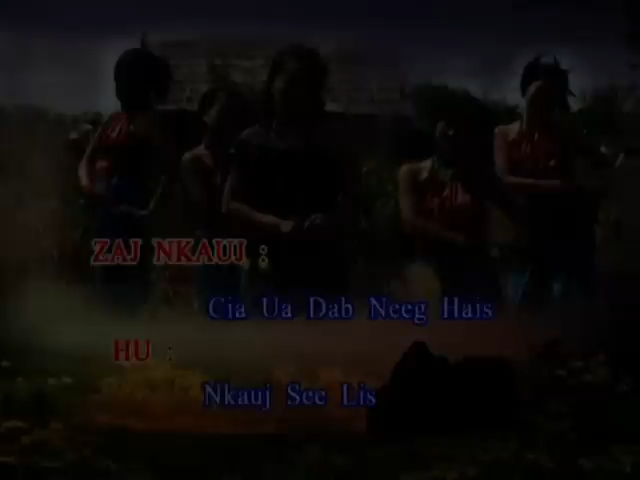 ZAJ NKAUJ :
Cia Ua Dab Neeg Hais
HU :
Nkauj See Lis